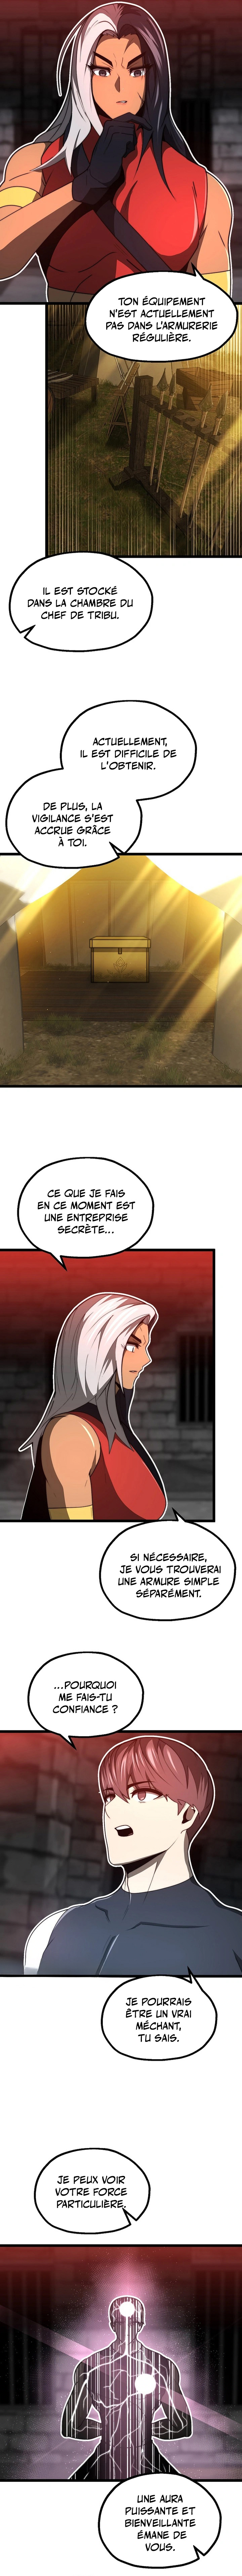 TON ÉQUIPEMENT
N'EST ACTUELLEMENT
PAS DANS L'ARMURERIE
RÉGULIÈRE.
IL EST STOCKÉ
DANS LA CHAMBRE DU
CHEF DE TRIBU.
ACTUELLEMENT,
IL EST DIFFICILE DE
L'OBTENIR.
DE PLUS, LA
VIGILANCE S'EST
ACCRUE GRÂCE
À TOI.
CE QUE JE FAIS
EN CE MOMENT EST
UNE ENTREPRISE
SECRÈTE...
SI NÉCESSAIRE,
JE VOUS TROUVERAI
UNE ARMURE SIMPLE
SÉPARÉMENT.
...POURQUOI
ME FAIS-TU
CONFIANCE ?
JE POURRAIS
ÊTRE UN VRAI
MÉCHANT,
TU SAIS.
JE PEUX VOIR
VOTRE FORCE
PARTICULIÈRE.
UNE AURA
PUISSANTE ET
BIENVEILLANTE
ÉMANE DE
VOUS.